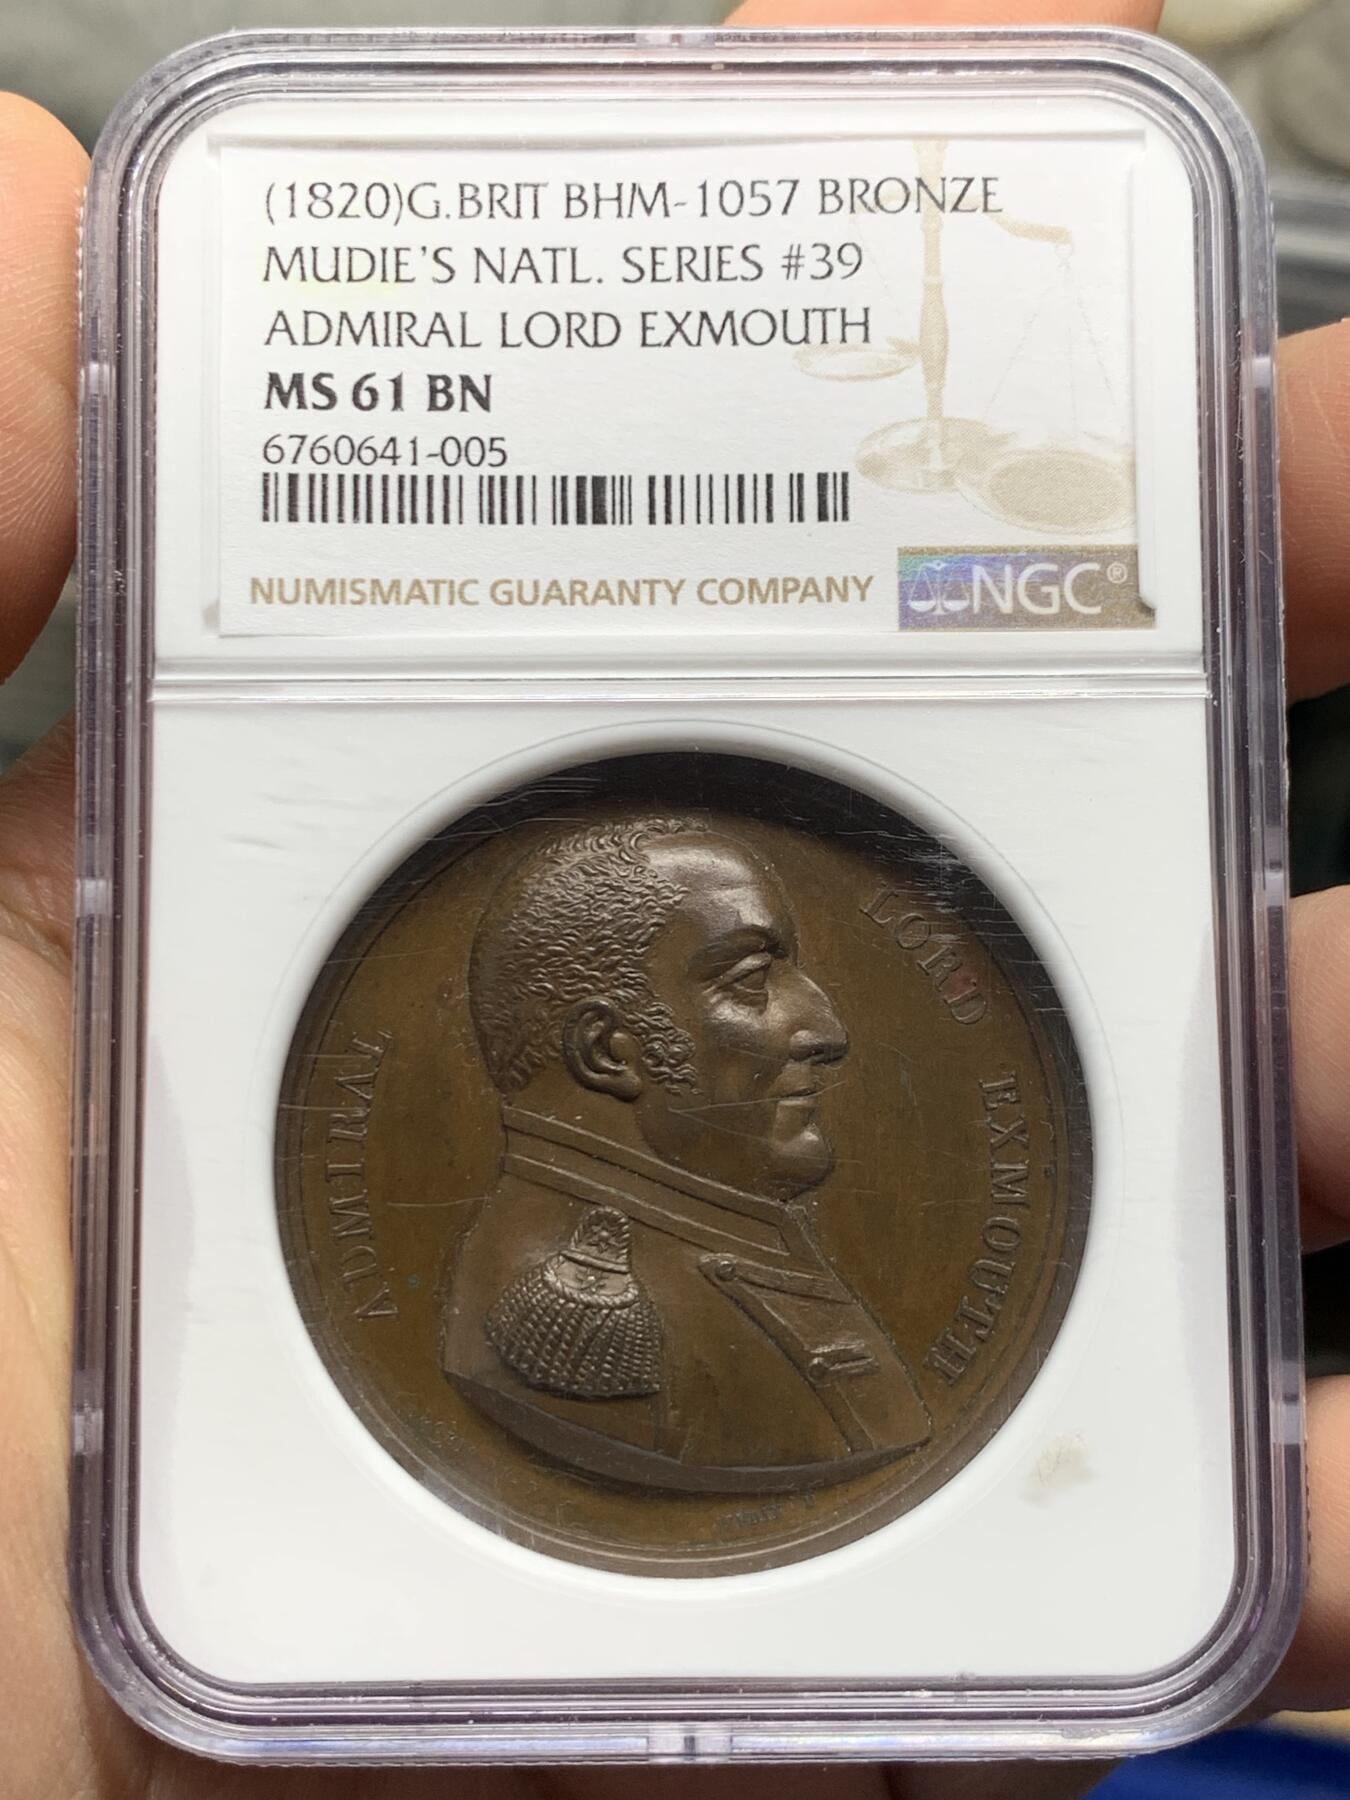 (1820)G.BRIT BHM-1057 BRONZE
MUDIE'S NATL. SERIES #39
ADMIRAL LORD EXMOUTH
MS 61 BN
6760641-005
NUMISMATIC GUARANTY COMPANY
NGC®
ADMIRAL LORD EXMOUTH